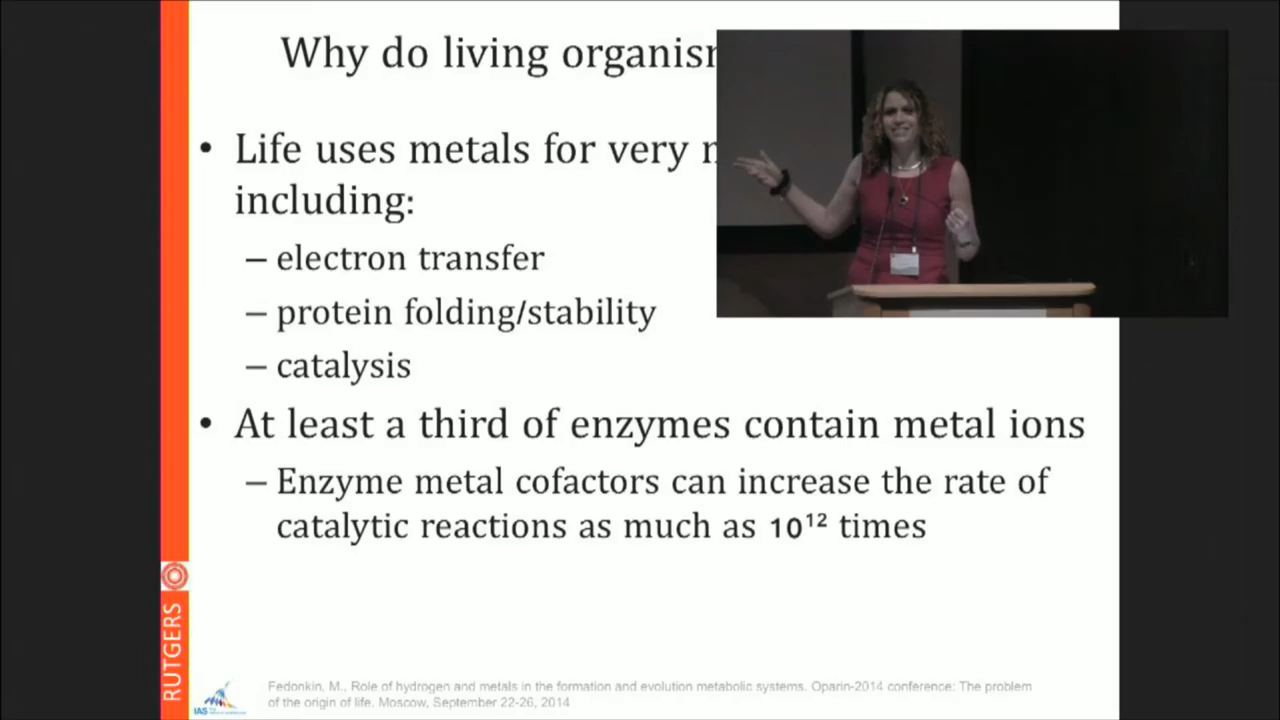 Why do living organis
• Life uses metals for very
including:
– electron transfer
– protein folding/stability
– catalysis
• At least a third of enzymes contain metal ions
– Enzyme metal cofactors can increase the rate of
catalytic reactions as much as 10¹² times
RUTGERS
IAS
Fedonkin, M., Role of hydrogen and metals in the formation and evolution metabolic systems. Oparin-2014 conference: The problem
of the origin of life. Moscow, September 22-26, 2014